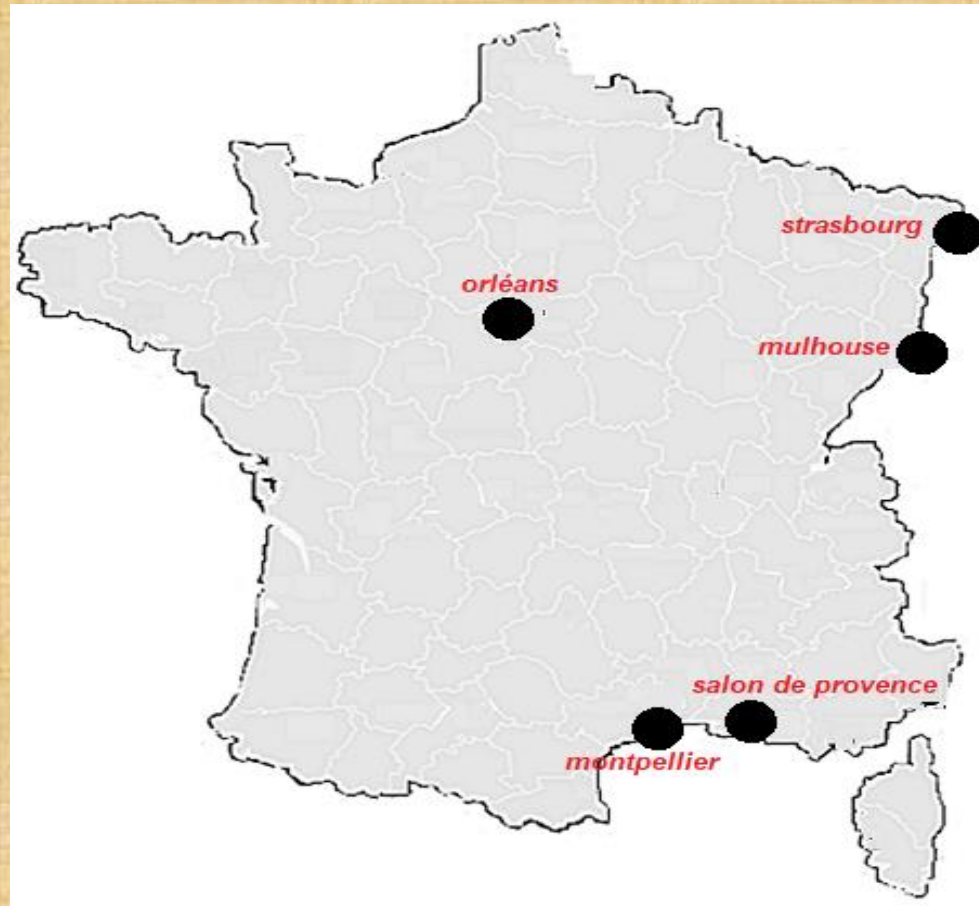 strasbourg
orléans
mulhouse
salon de provence
montpellier